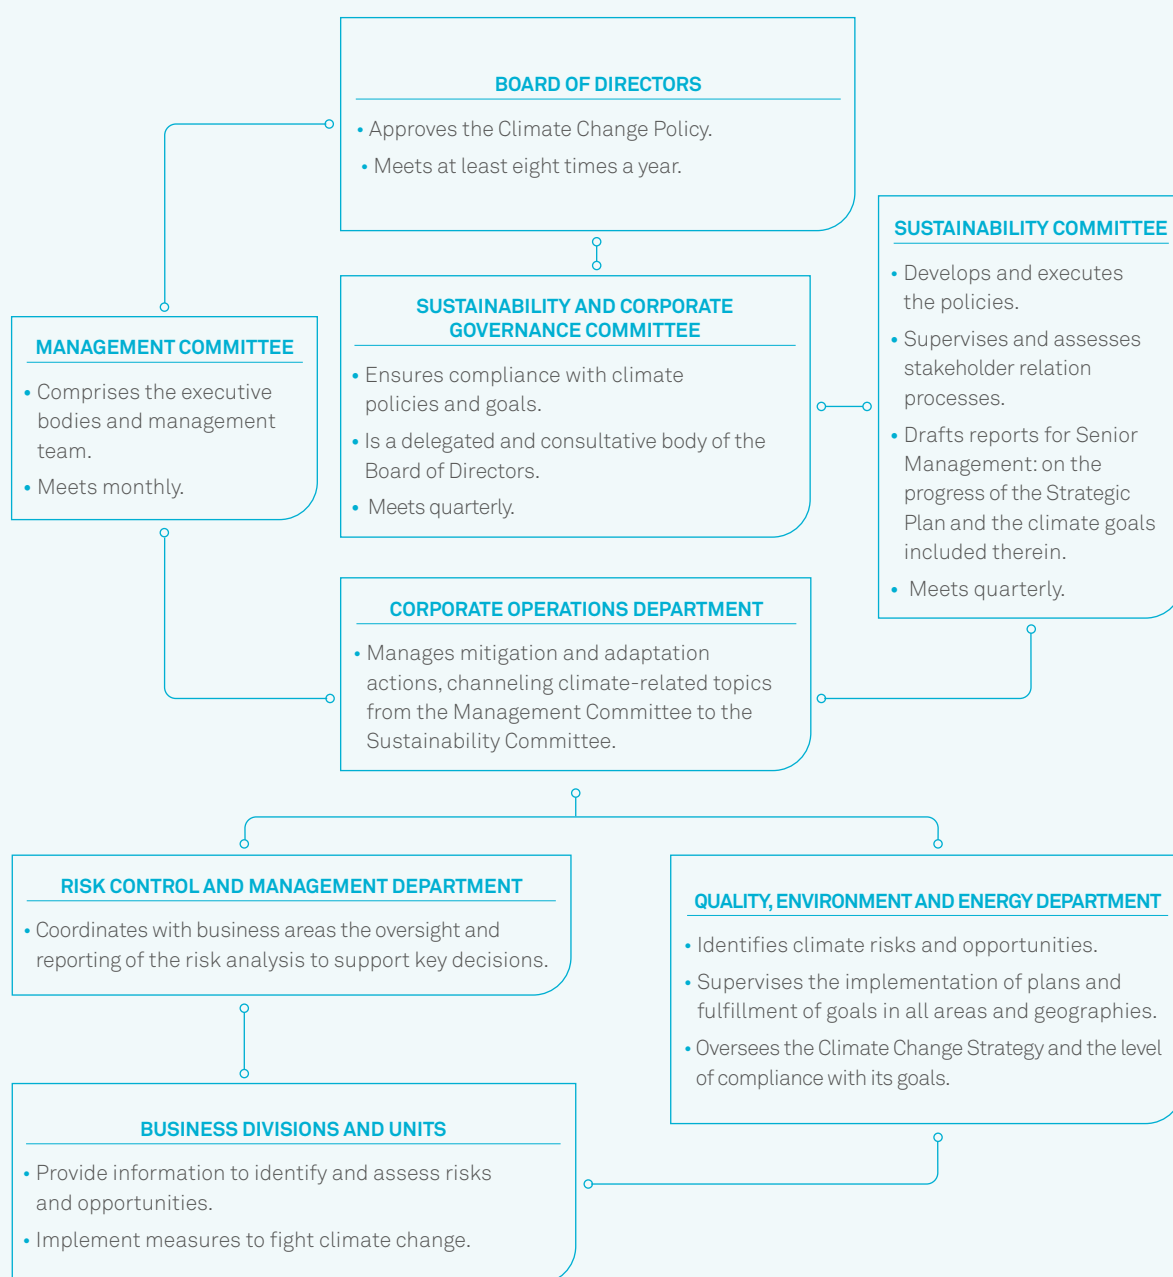 BOARD OF DIRECTORS
• Approves the Climate Change Policy.
• Meets at least eight times a year.
SUSTAINABILITY COMMITTEE
• Develops and executes
the policies.
• Supervises and assesses
stakeholder relation
processes.
• Drafts reports for Senior
Management: on the
progress of the Strategic
Plan and the climate goals
included therein.
• Meets quarterly.
SUSTAINABILITY AND CORPORATE
GOVERNANCE COMMITTEE
• Ensures compliance with climate
policies and goals.
• Is a delegated and consultative body of the
Board of Directors.
• Meets quarterly.
MANAGEMENT COMMITTEE
• Comprises the executive
bodies and management
team.
• Meets monthly.
CORPORATE OPERATIONS DEPARTMENT
• Manages mitigation and adaptation
actions, channeling climate-related topics
from the Management Committee to the
Sustainability Committee.
RISK CONTROL AND MANAGEMENT DEPARTMENT
• Coordinates with business areas the oversight and
reporting of the risk analysis to support key decisions.
QUALITY, ENVIRONMENT AND ENERGY DEPARTMENT
• Identifies climate risks and opportunities.
• Supervises the implementation of plans and
fulfillment of goals in all areas and geographies.
• Oversees the Climate Change Strategy and the level
of compliance with its goals.
BUSINESS DIVISIONS AND UNITS
• Provide information to identify and assess risks
and opportunities.
• Implement measures to fight climate change.